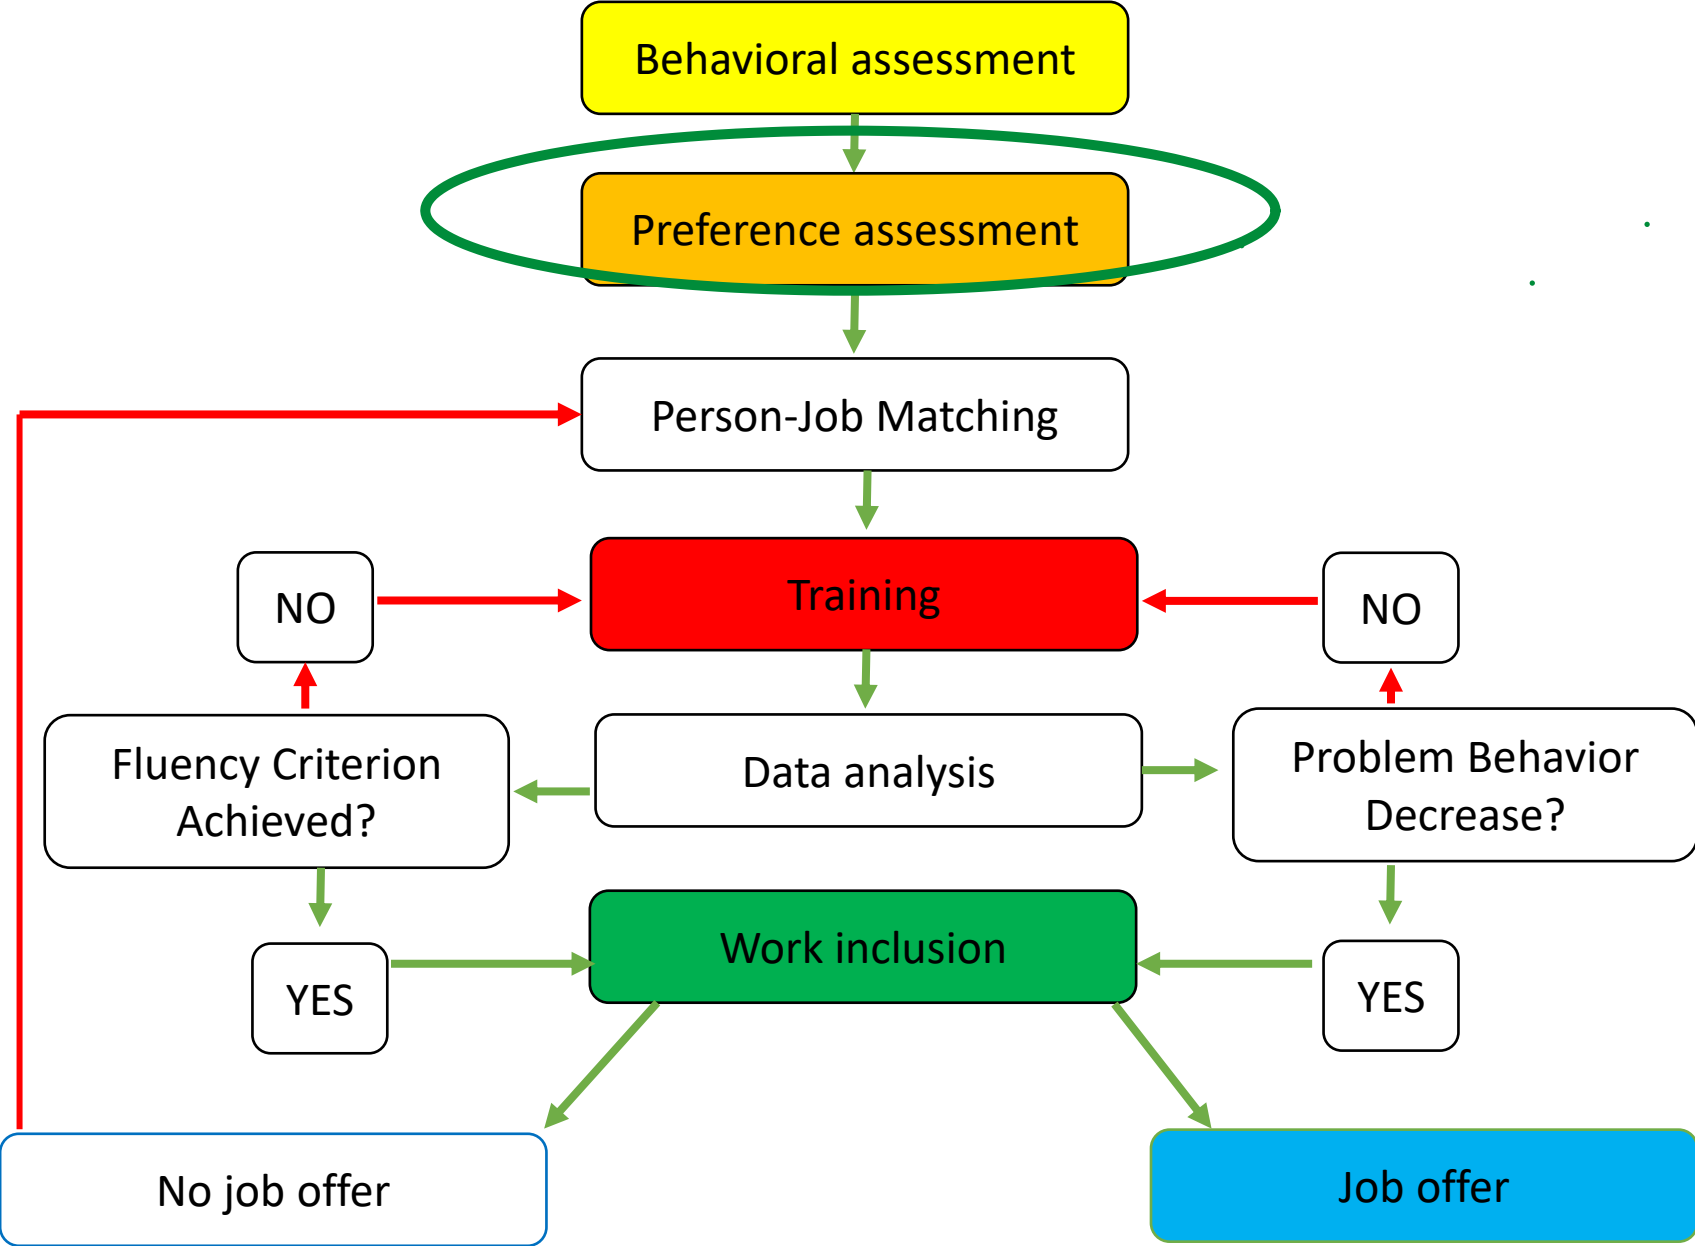 Behavioral assessment
Preference assessment
Person-Job Matching
NO
Training
NO
Fluency Criterion
Achieved?
Data analysis
Problem Behavior
Decrease?
YES
Work inclusion
YES
No job offer
Job offer